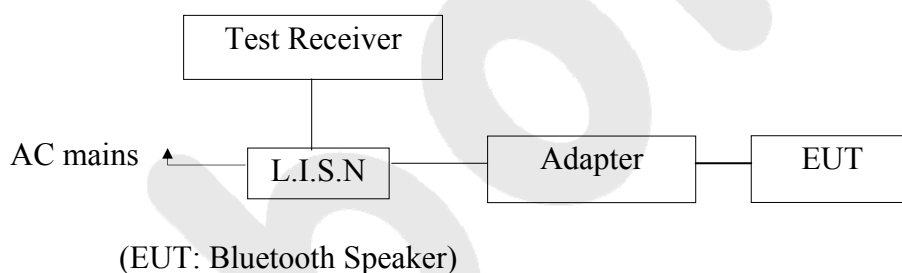 Test Receiver
AC mains
L.I.S.N
Adapter
EUT
(EUT: Bluetooth Speaker)